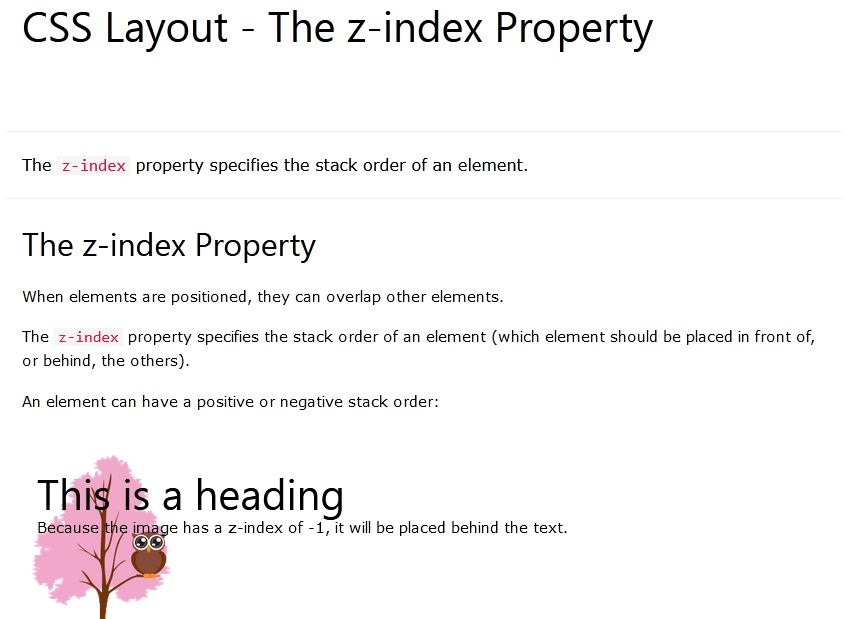 CSS Layout - The z-index Property
The z-index property specifies the stack order of an element.
The z-index Property
When elements are positioned, they can overlap other elements.
The z-index property specifies the stack order of an element (which element should be placed in front of,
or behind, the others).
An element can have a positive or negative stack order:
This is a heading
Because the image has a z-index of -1, it will be placed behind the text.